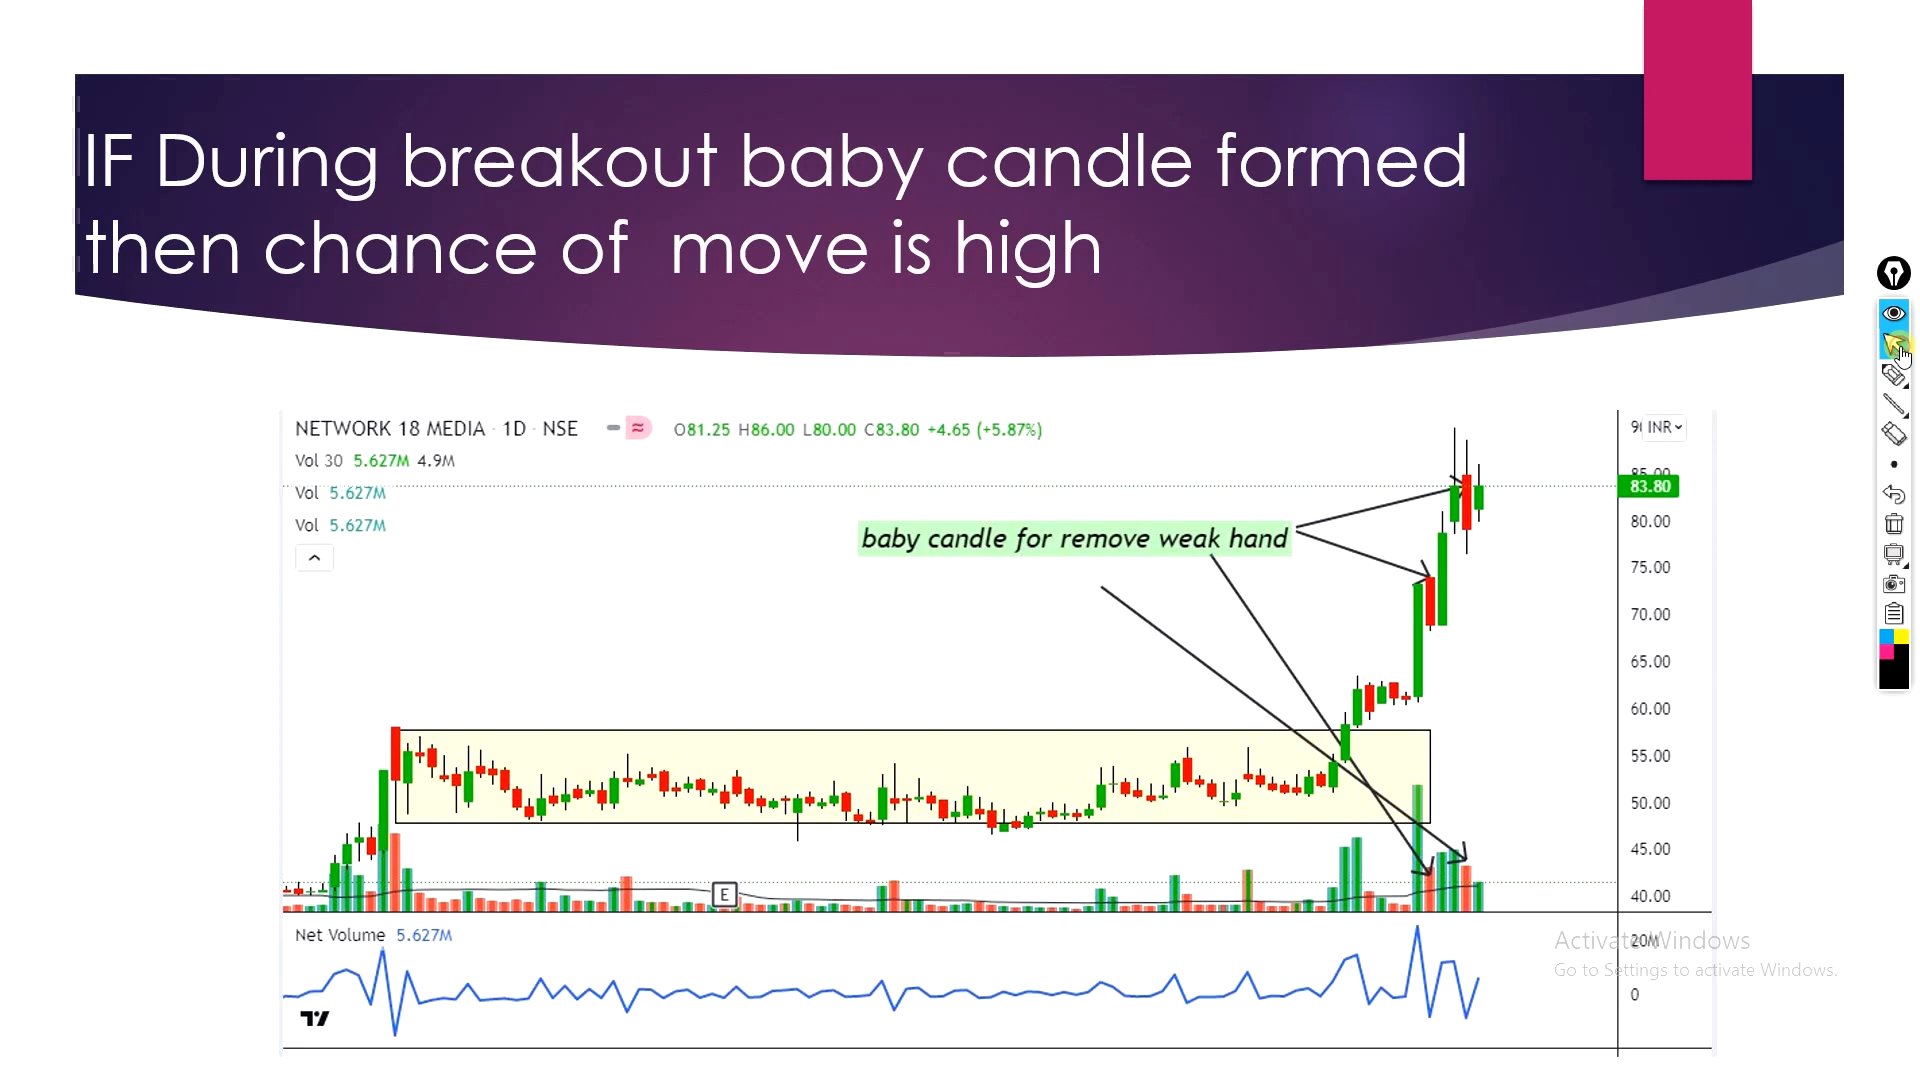 IF During breakout baby candle formed
then chance of  move is high
NETWORK 18 MEDIA · 1D · NSE
O81.25 H86.00 L80.00 C83.80 +4.65 (+5.87%)
INR
Vol 30 5.627M 4.9M
Vol 5.627M
Vol 5.627M
baby candle for remove weak hand
85.00
83.80
80.00
75.00
70.00
65.00
60.00
55.00
50.00
45.00
40.00
E
Net Volume 5.627M
20M
0
Activate Windows
Go to Settings to activate Windows.